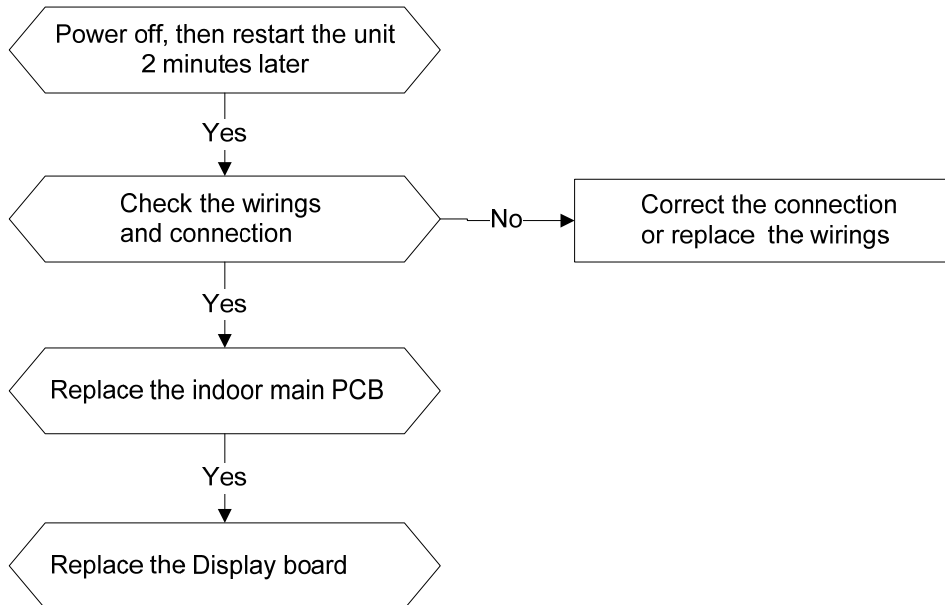 Power off, then restart the unit
2 minutes later
Yes
Check the wirings
and connection
No
Correct the connection
or replace the wirings
Yes
Replace the indoor main PCB
Yes
Replace the Display board